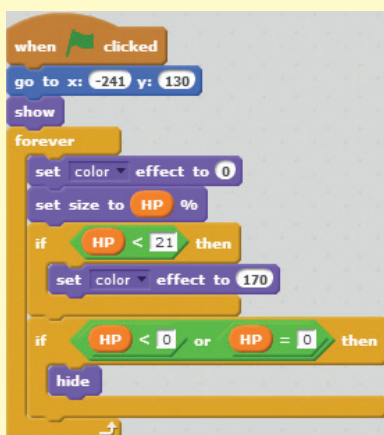 when clicked
go to x: -241 y: 130
show
forever
set color effect to 0
set size to HP %
if HP < 21 then
set color effect to 170
if HP < 0 or HP = 0 then
hide